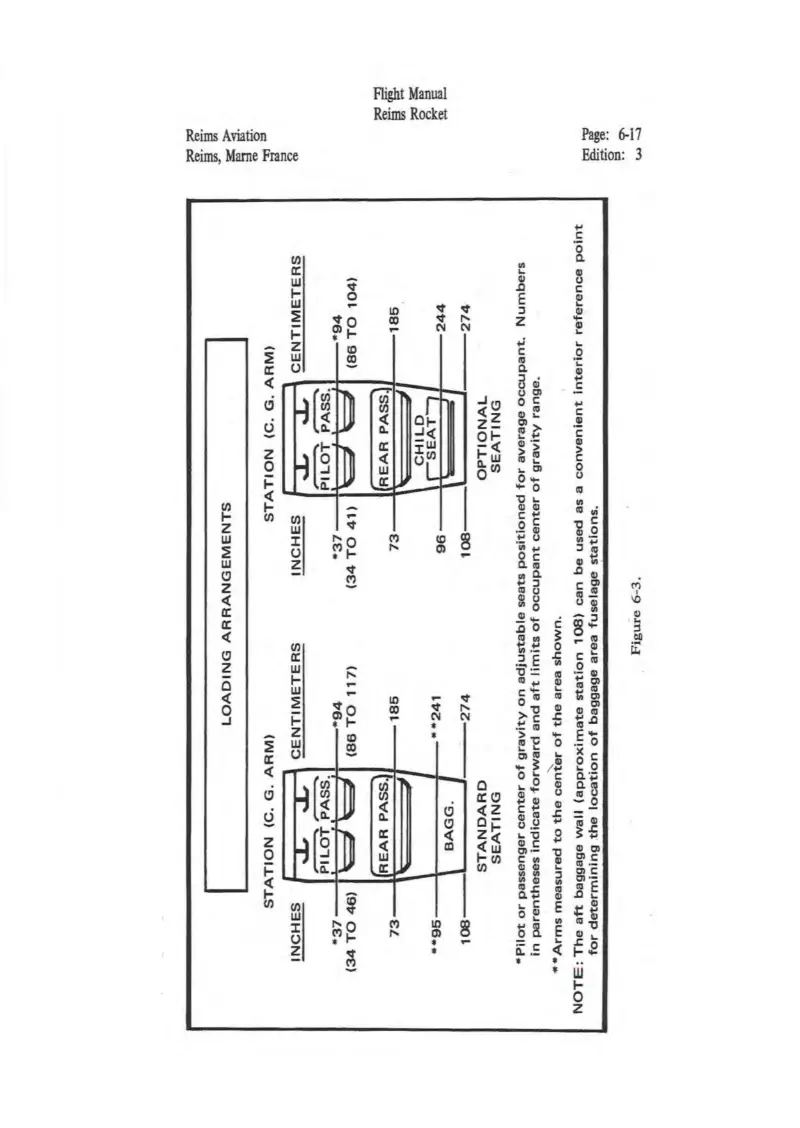 Flight Manual
Reims Rocket
Reims Aviation
Page: 6-17
Reims, Marne France
Edition: 3
LOADING ARRANGEMENTS
STATION (C. G. ARM)
INCHES
CENTIMETERS
PILOT
PASS.
*37
(34 TO 46)
*94
(86 TO 117)
REAR PASS.
73
185
BAGG.
**95
**241
108
274
STANDARD
SEATING
STATION (C. G. ARM)
INCHES
CENTIMETERS
PILOT
PASS.
*37
(34 TO 41)
*94
(86 TO 104)
REAR PASS.
73
185
CHILD
SEAT
96
244
108
274
OPTIONAL
SEATING
*Pilot or passenger center of gravity on adjustable seats positioned for average occupant. Numbers
in parentheses indicate forward and aft limits of occupant center of gravity range.
**Arms measured to the center of the area shown.
NOTE: The aft baggage wall (approximate station 108) can be used as a convenient interior reference point
for determining the location of baggage area fuselage stations.
Figure 6-3.